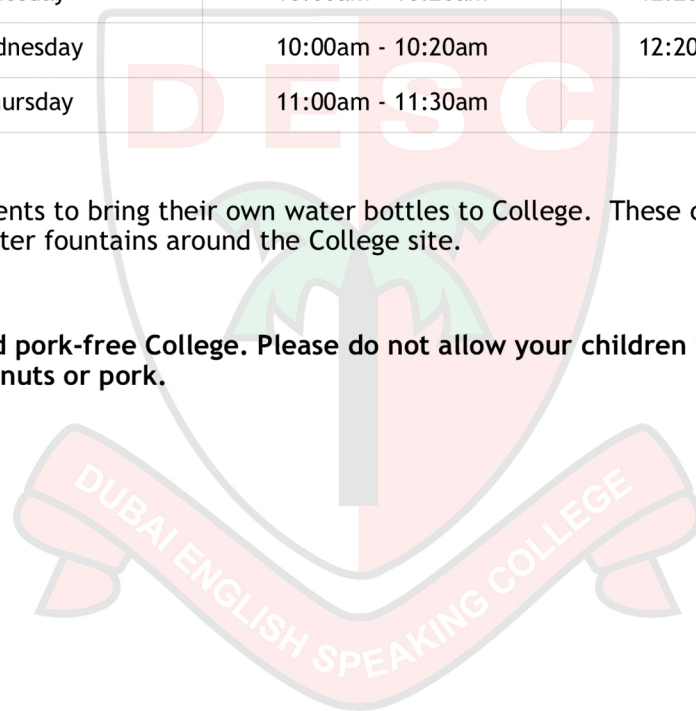 dnesday 10:00am - 10:20am 12:20
ursday 11:00am - 11:30am
DESC
ents to bring their own water bottles to College. These
ter fountains around the College site.
d pork-free College. Please do not allow your children
nuts or pork.
DUBAI ENGLISH SPEAKING COLLEGE